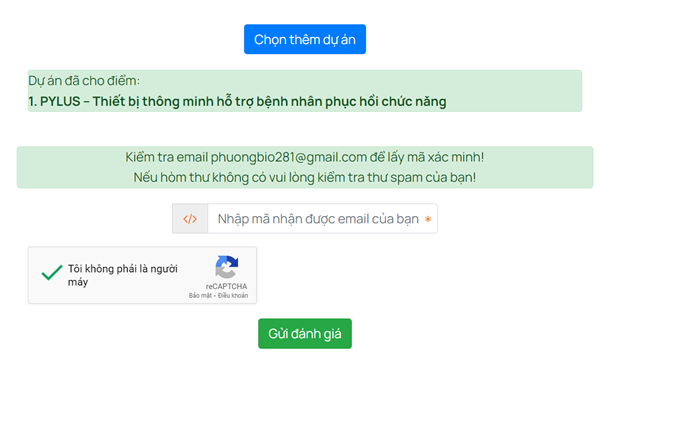 Chọn thêm dự án
Dự án đã cho điểm:
1. PYLUS – Thiết bị thông minh hỗ trợ bệnh nhân phục hồi chức năng
Kiểm tra email phuongbio281@gmail.com để lấy mã xác minh!
Nếu hòm thư không có vui lòng kiểm tra thư spam của bạn!
</> Nhập mã nhận được email của bạn *
Tôi không phải là người
máy
reCAPTCHA
Bảo mật - Điều khoản
Gửi đánh giá